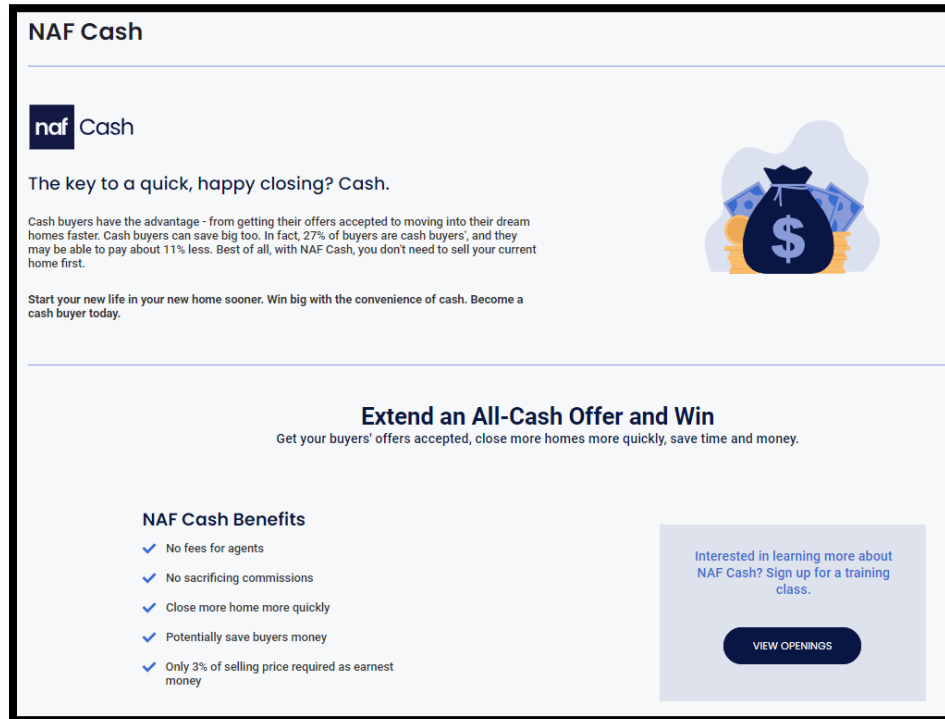 NAF Cash
naf Cash
The key to a quick, happy closing? Cash.
Cash buyers have the advantage - from getting their offers accepted to moving into their dream
homes faster. Cash buyers can save big too. In fact, 27% of buyers are cash buyers', and they
may be able to pay about 11% less. Best of all, with NAF Cash, you don't need to sell your current
home first.
Start your new life in your new home sooner. Win big with the convenience of cash. Become a
cash buyer today.
$
Extend an All-Cash Offer and Win
Get your buyers' offers accepted, close more homes more quickly, save time and money.
NAF Cash Benefits
No fees for agents
No sacrificing commissions
Close more home more quickly
Potentially save buyers money
Only 3% of selling price required as earnest
money
Interested in learning more about
NAF Cash? Sign up for a training
class.
VIEW OPENINGS